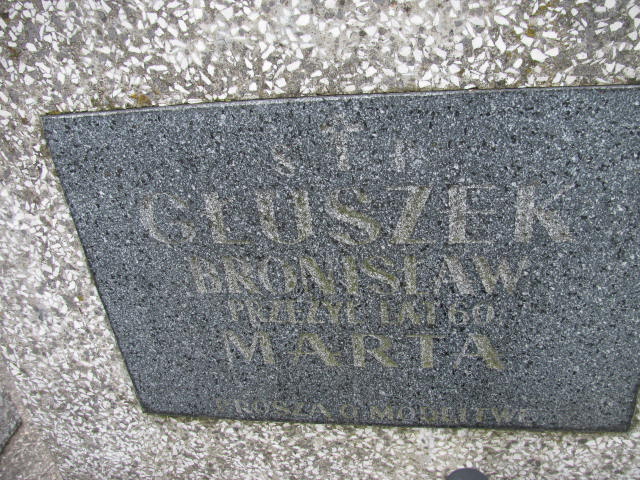 Ś P
GŁUSZEK
BRONISŁAW
PRZEŻYŁ LAT 60
MARTA
PROSZĄ O MODLITWĘ